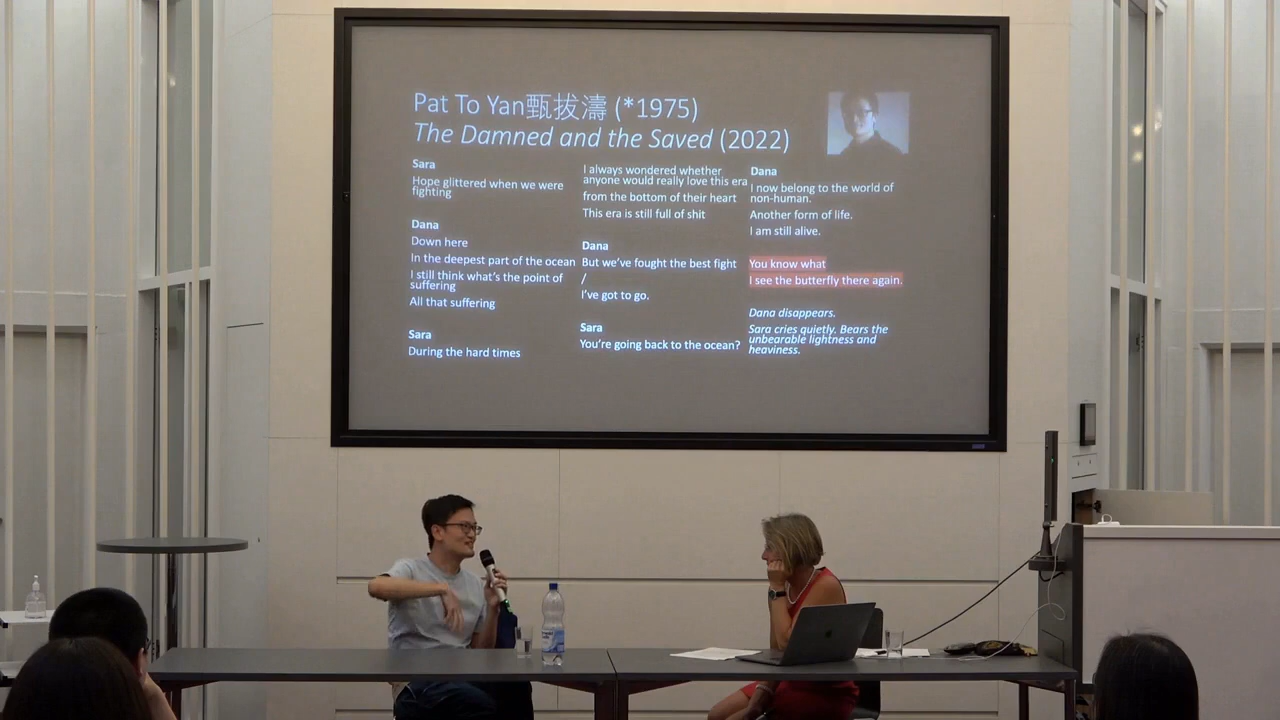 Pat To Yan甄拔濤 (*1975)
The Damned and the Saved (2022)
Sara
Hope glittered when we were
fighting
Dana
Down here
In the deepest part of the ocean
I still think what's the point of
suffering
All that suffering
Sara
During the hard times
I always wondered whether
anyone would really love this era
from the bottom of their heart
This era is still full of shit
Dana
But we've fought the best fight
/
I've got to go.
Sara
You're going back to the ocean?
Dana
I now belong to the world of
non-human.
Another form of life.
I am still alive.
You know what
I see the butterfly there again.
Dana disappears.
Sara cries quietly. Bears the
unbearable lightness and
heaviness.